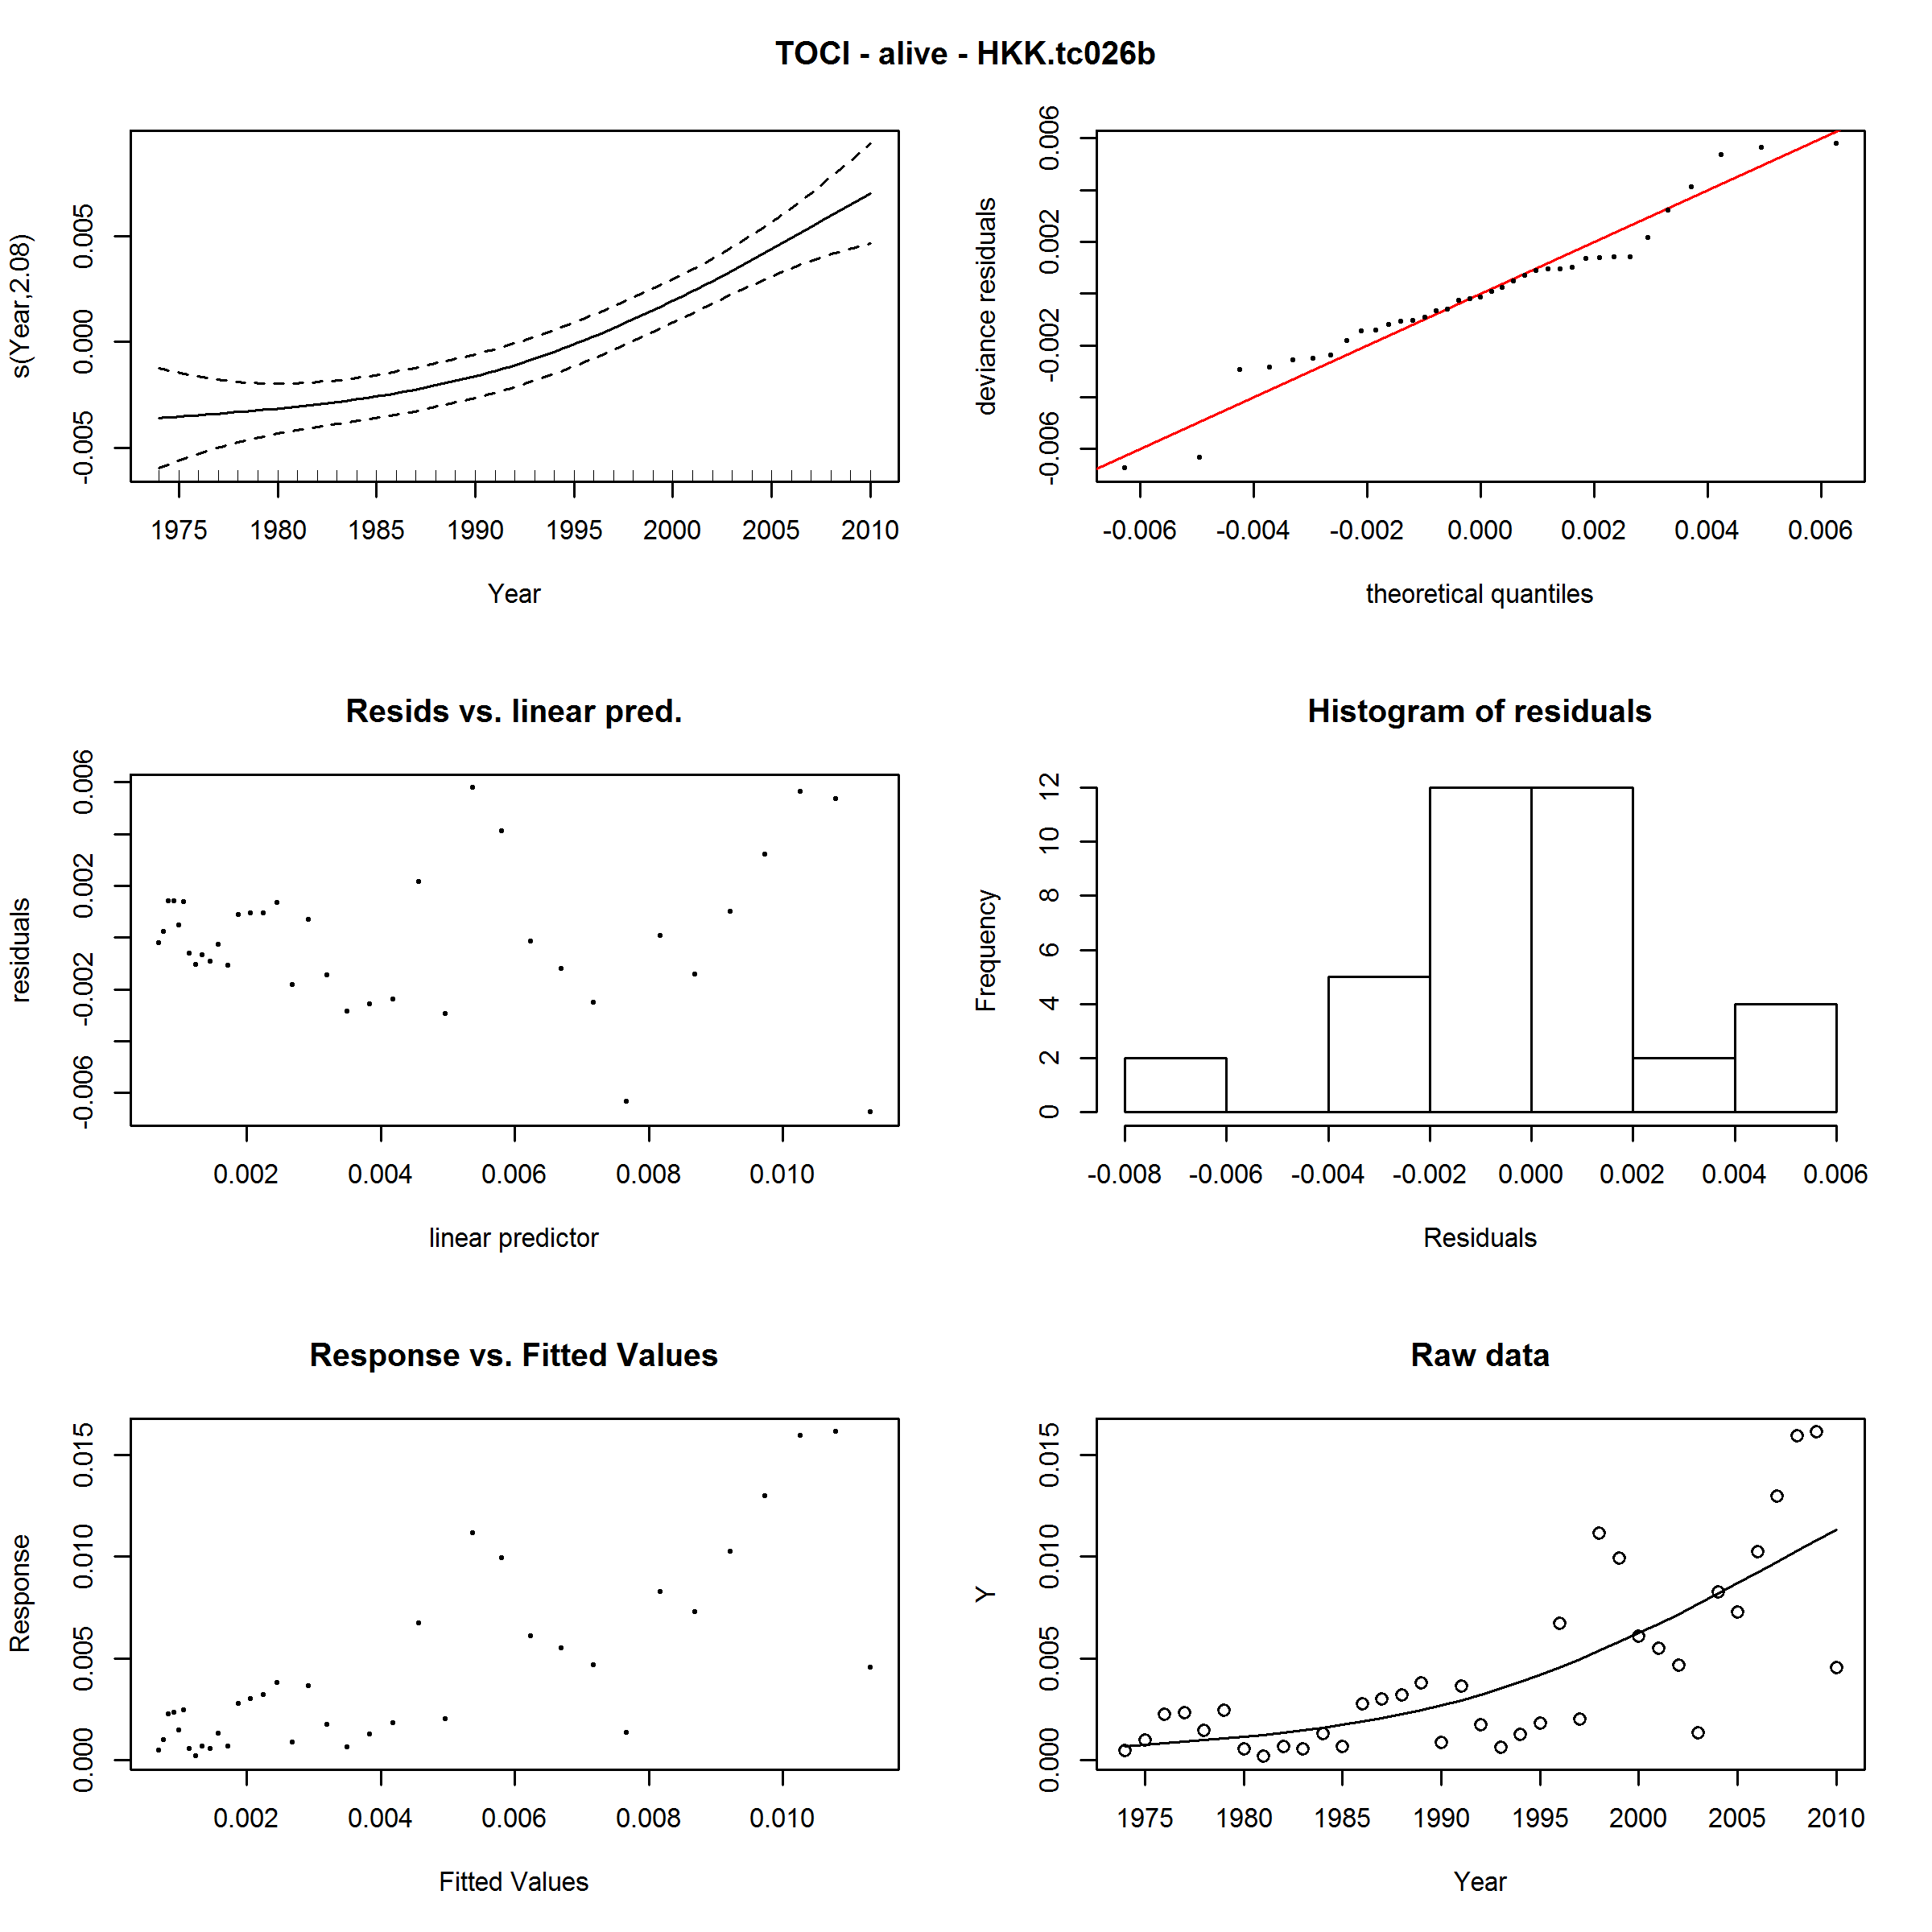 TOCI - alive - HKK.tc026b
s(Year,2.08)
-0.005 0.000 0.005
1975 1980 1985 1990 1995 2000 2005 2010
Year
deviance residuals
-0.006 -0.002 0.002 0.006
-0.006 -0.004 -0.002 0.000 0.002 0.004 0.006
theoretical quantiles
Resids vs. linear pred.
residuals
-0.006 -0.002 0.002 0.006
0.002 0.004 0.006 0.008 0.010
linear predictor
Histogram of residuals
Frequency
0 2 4 6 8 10 12
-0.008 -0.006 -0.004 -0.002 0.000 0.002 0.004 0.006
Residuals
Response vs. Fitted Values
Response
0.000 0.005 0.010 0.015
0.002 0.004 0.006 0.008 0.010
Fitted Values
Raw data
Y
0.000 0.005 0.010 0.015
1975 1980 1985 1990 1995 2000 2005 2010
Year